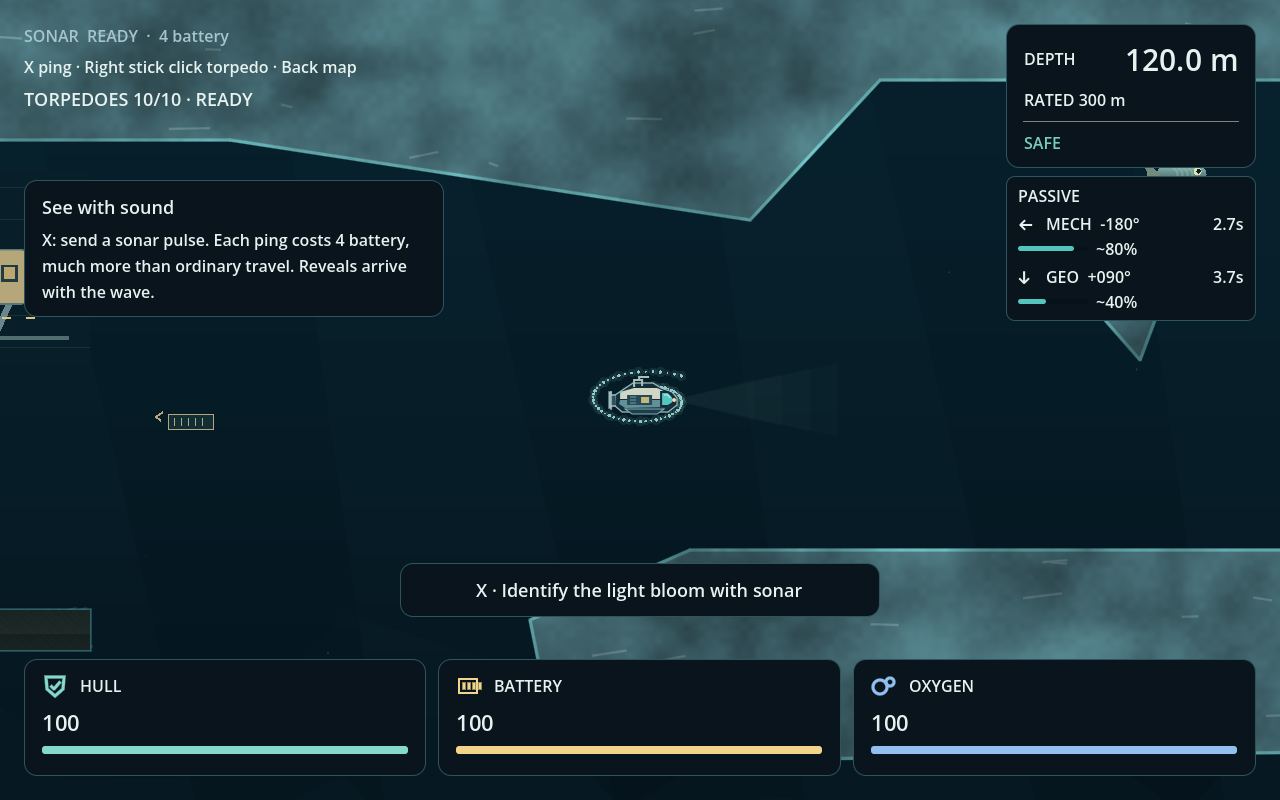 SONAR READY · 4 battery
X ping · Right stick click torpedo · Back map
TORPEDOES 10/10 · READY
DEPTH 120.0 m
RATED 300 m
SAFE
See with sound
X: send a sonar pulse. Each ping costs 4 battery,
much more than ordinary travel. Reveals arrive
with the wave.
PASSIVE
← MECH -180° 2.7s
~80%
↓ GEO +090° 3.7s
~40%
X · Identify the light bloom with sonar
HULL
100
BATTERY
100
OXYGEN
100